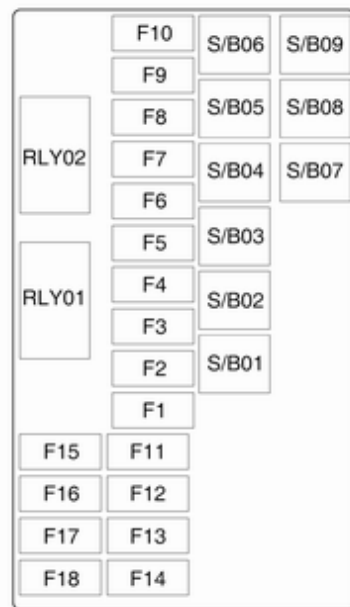 F10 S/B06 S/B09
F9
F8 S/B05 S/B08
RLY02 F7 S/B04 S/B07
F6
F5 S/B03
RLY01 F4
F3 S/B02
F2 S/B01
F1
F15 F11
F16 F12
F17 F13
F18 F14